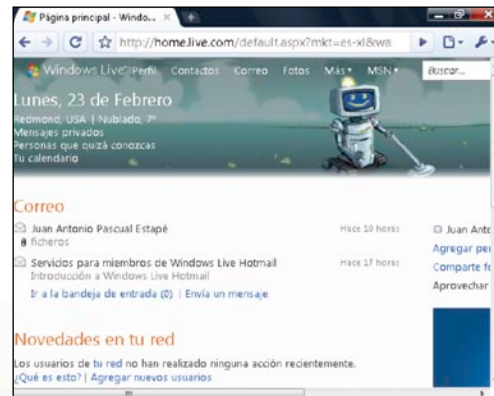 Página principal - Windo...
http://home.live.com/default.aspx?mkt=es-xl&wa
Windows Live™ Perfil Contactos Correo Fotos Más MSN Buscar...
Lunes, 23 de Febrero
Redmond, USA | Nublado, 7º
Mensajes privados
Personas que quizá conozcas
Tu calendario
Correo
Juan Antonio Pascual Estapé Hace 10 horas
ficheros
Servicios para miembros de Windows Live Hotmail Hace 17 horas
Introducción a Windows Live Hotmail
Ir a la bandeja de entrada (0) | Envía un mensaje
Juan Anto
Agregar per
Comparte fo
Aprovechar
Novedades en tu red
Los usuarios de tu red no han realizado ninguna acción recientemente.
¿Qué es esto? | Agregar nuevos usuarios